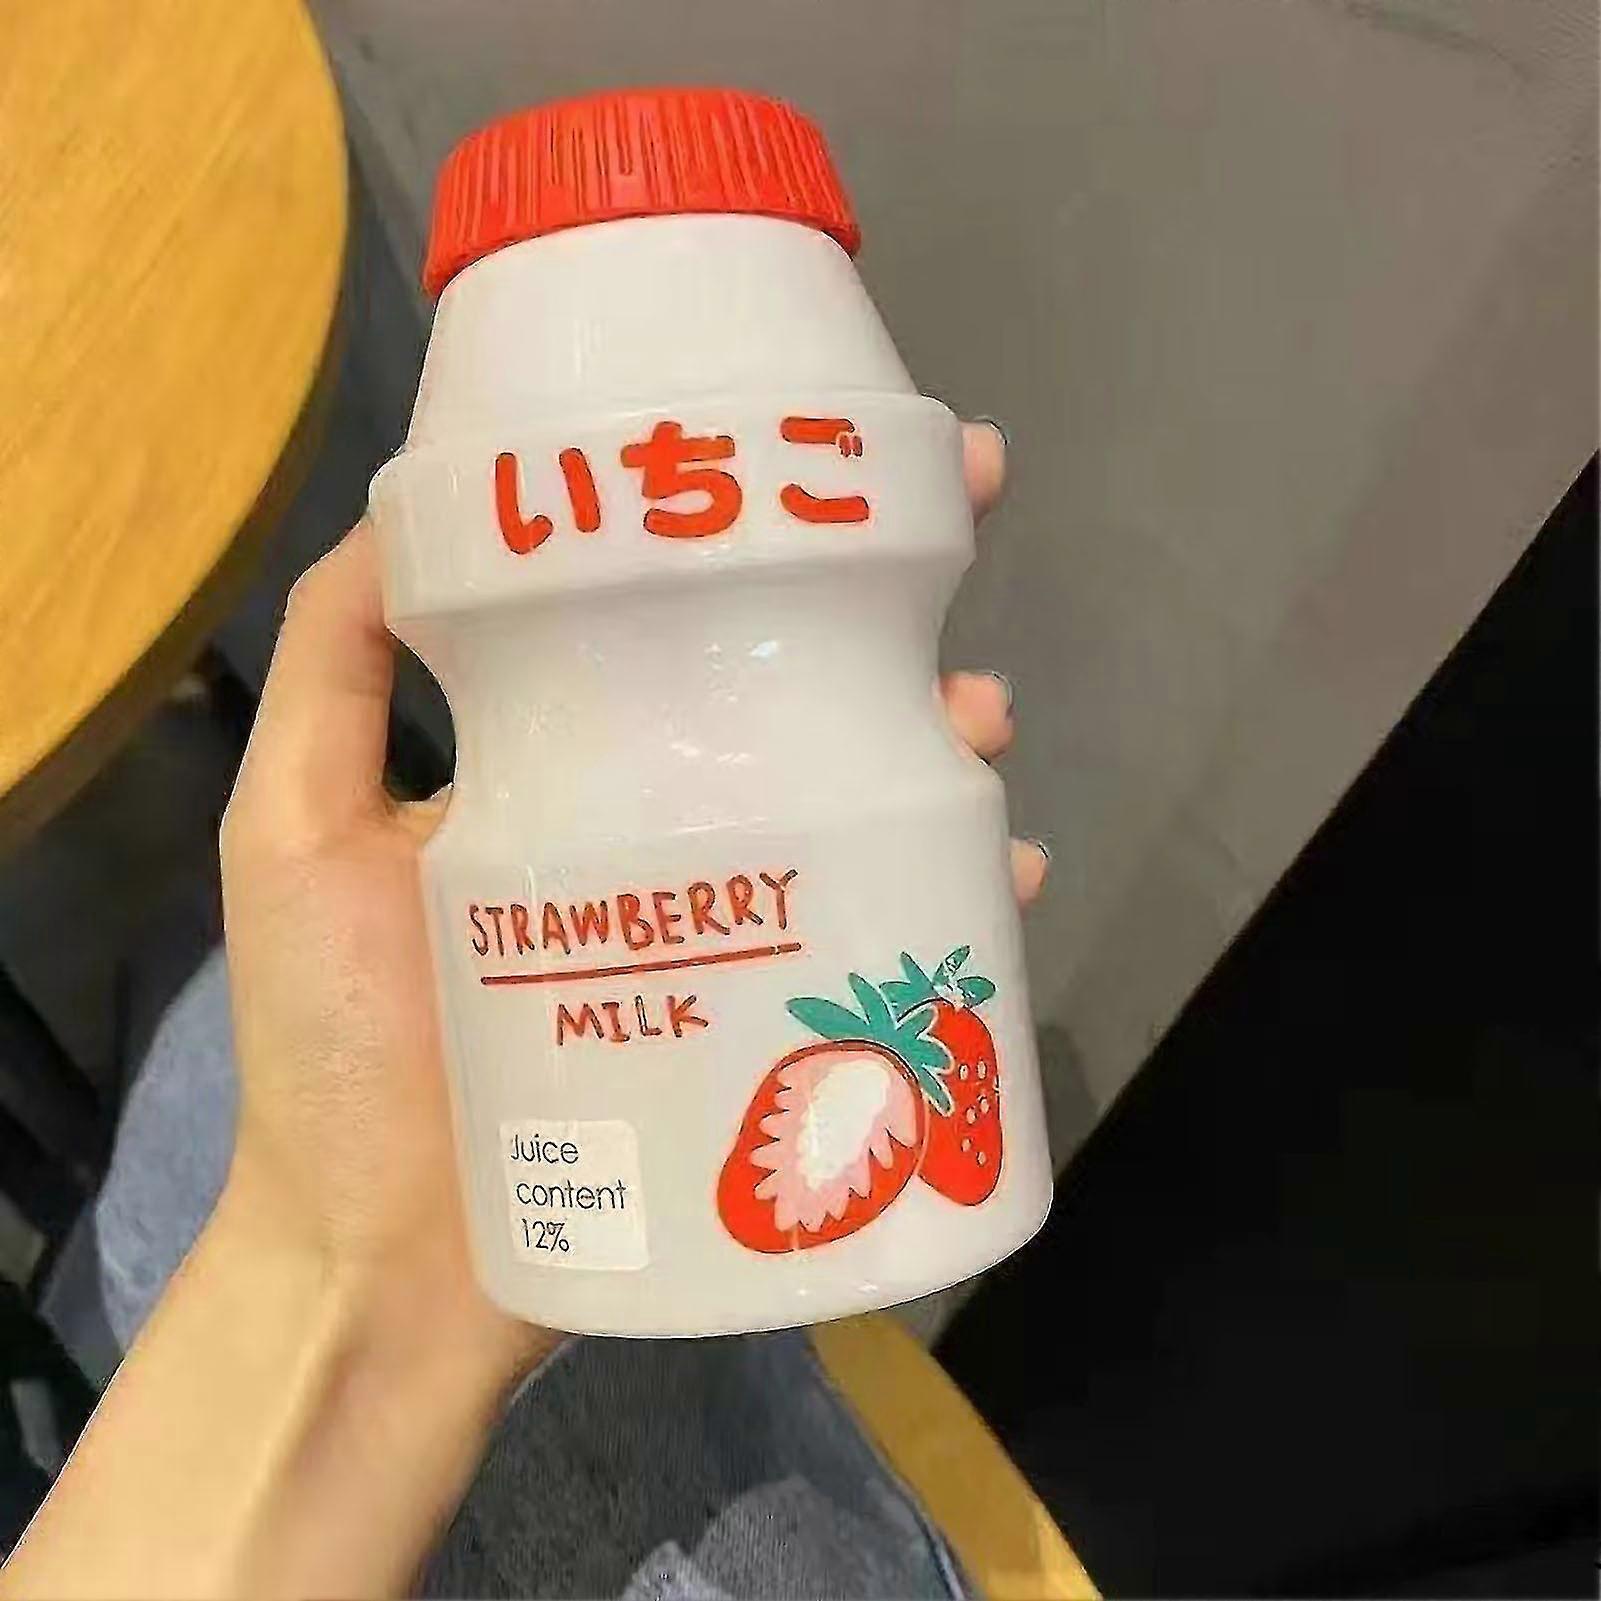 いちご
STRAWBERRY
MILK
Juice
content
12%